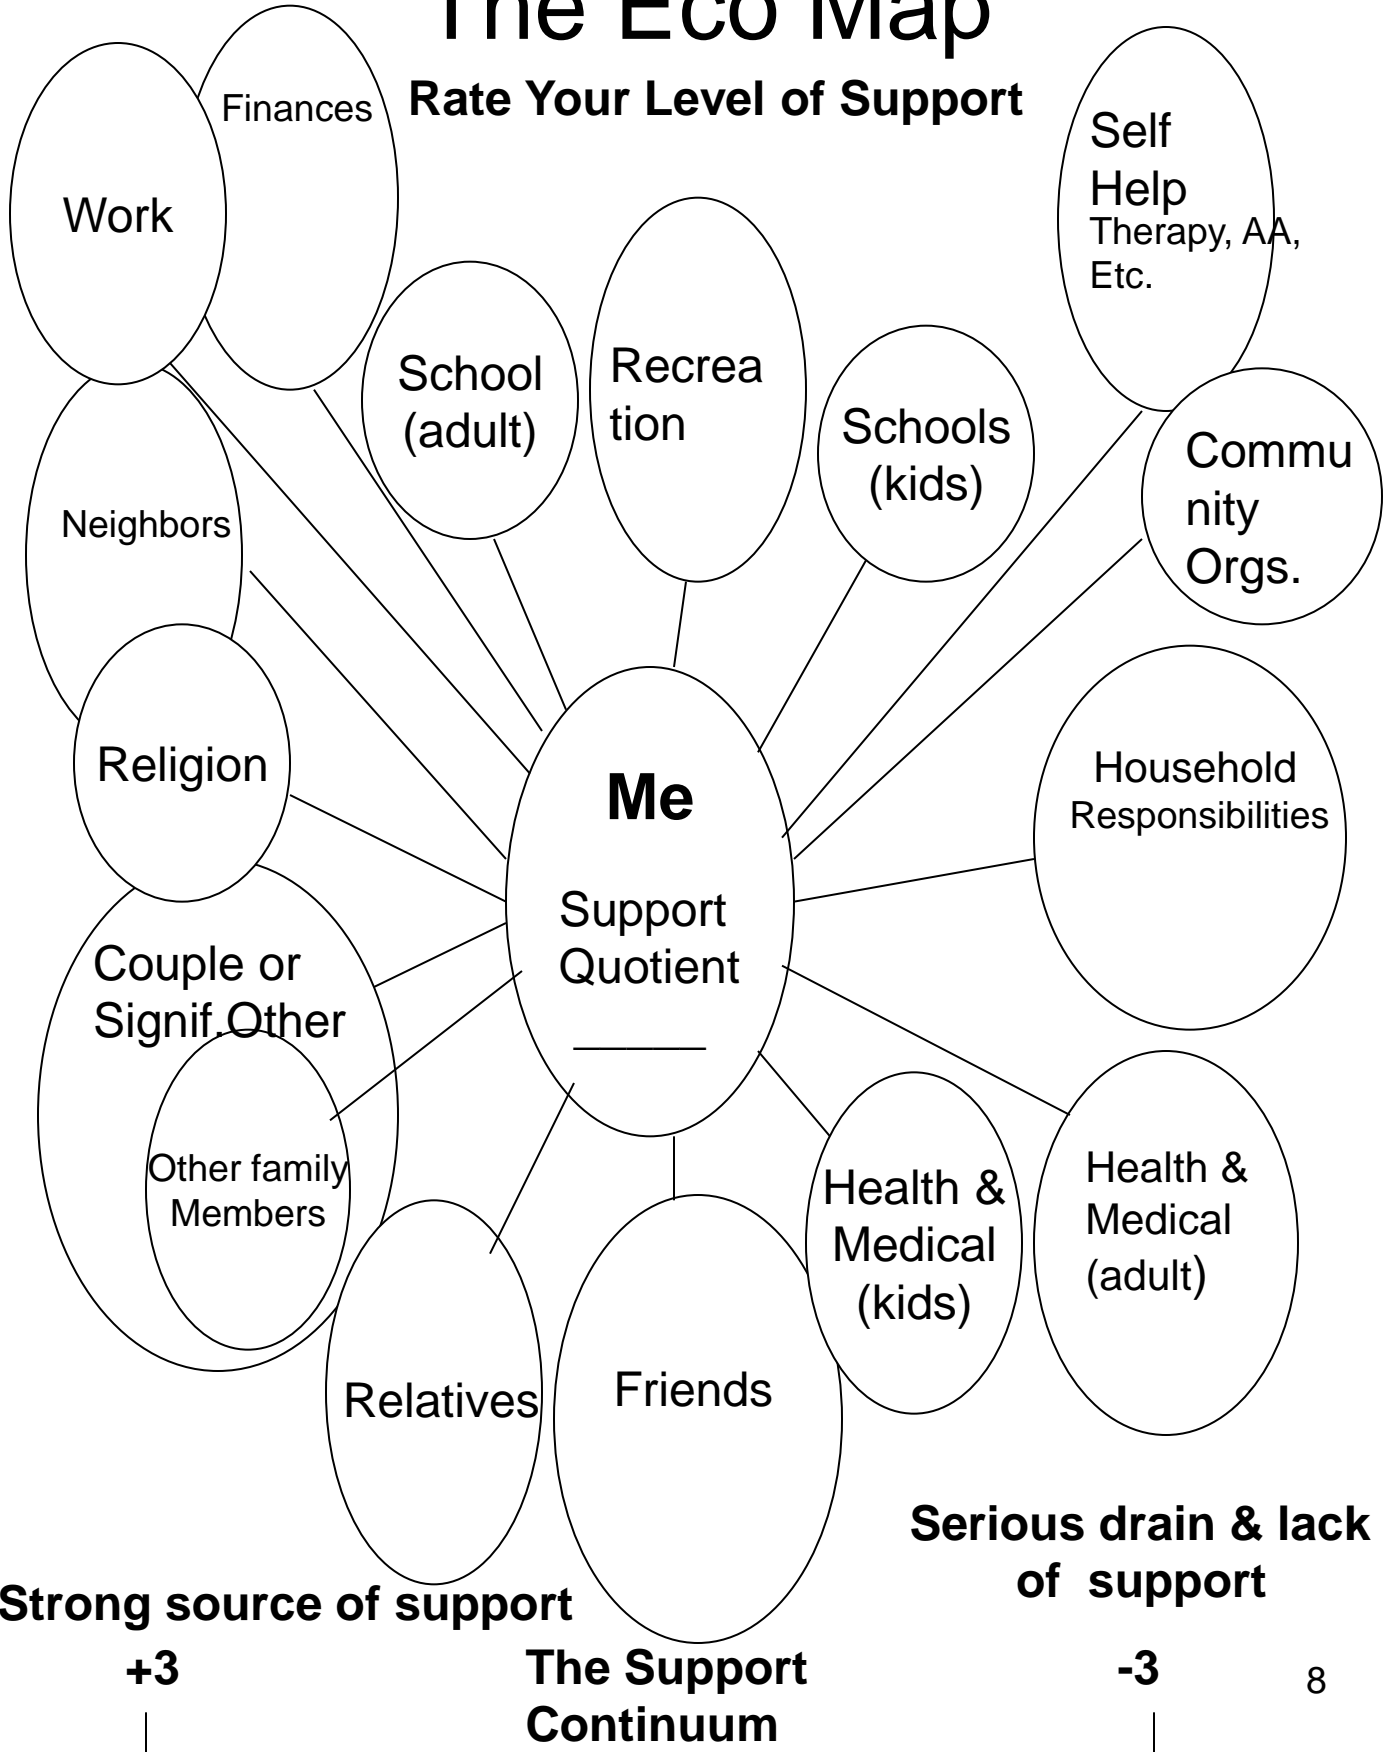 The Eco Map
Rate Your Level of Support
Finances
Work
Self
Help
Therapy, AA,
Etc.
School
(adult)
Recrea
tion
Schools
(kids)
Commu
nity
Orgs.
Neighbors
Religion
Household
Responsibilities
Me
Support
Quotient
_____
Couple or
Signif.Other
Other family
Members
Health &
Medical
(kids)
Health &
Medical
(adult)
Relatives
Friends
Serious drain & lack
of support
Strong source of support
+3
The Support
Continuum
-3
8